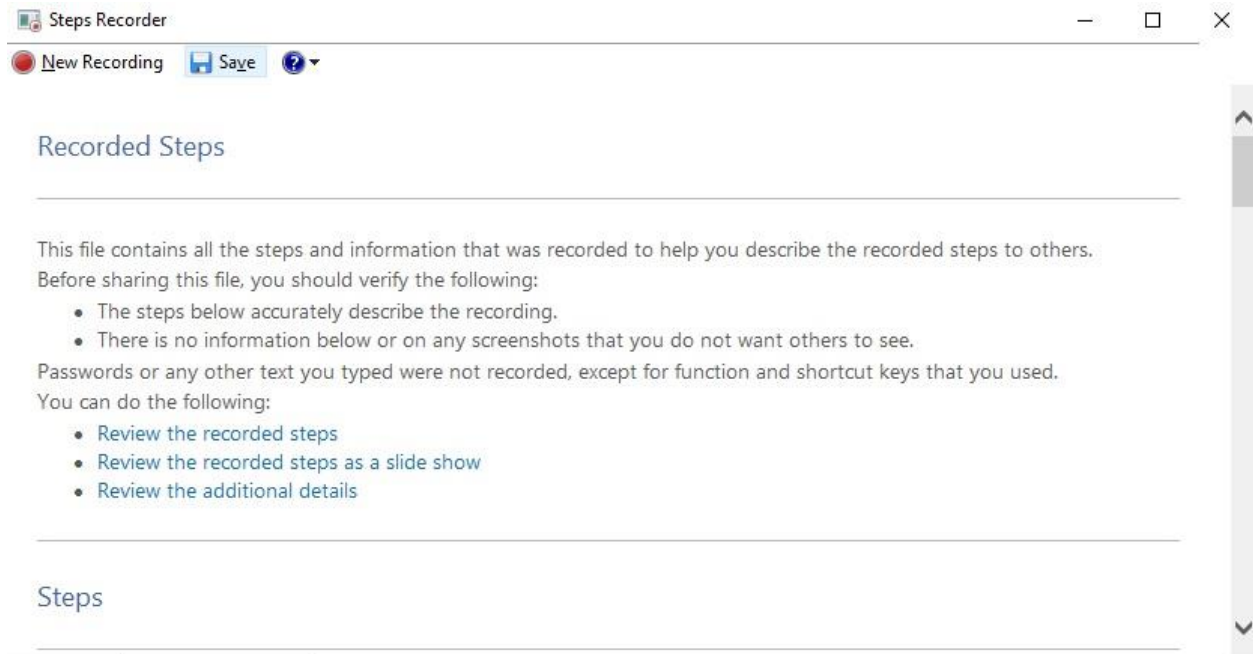 Steps Recorder
New Recording Save
Recorded Steps
This file contains all the steps and information that was recorded to help you describe the recorded steps to others.
Before sharing this file, you should verify the following:
• The steps below accurately describe the recording.
• There is no information below or on any screenshots that you do not want others to see.
Passwords or any other text you typed were not recorded, except for function and shortcut keys that you used.
You can do the following:
• Review the recorded steps
• Review the recorded steps as a slide show
• Review the additional details
Steps